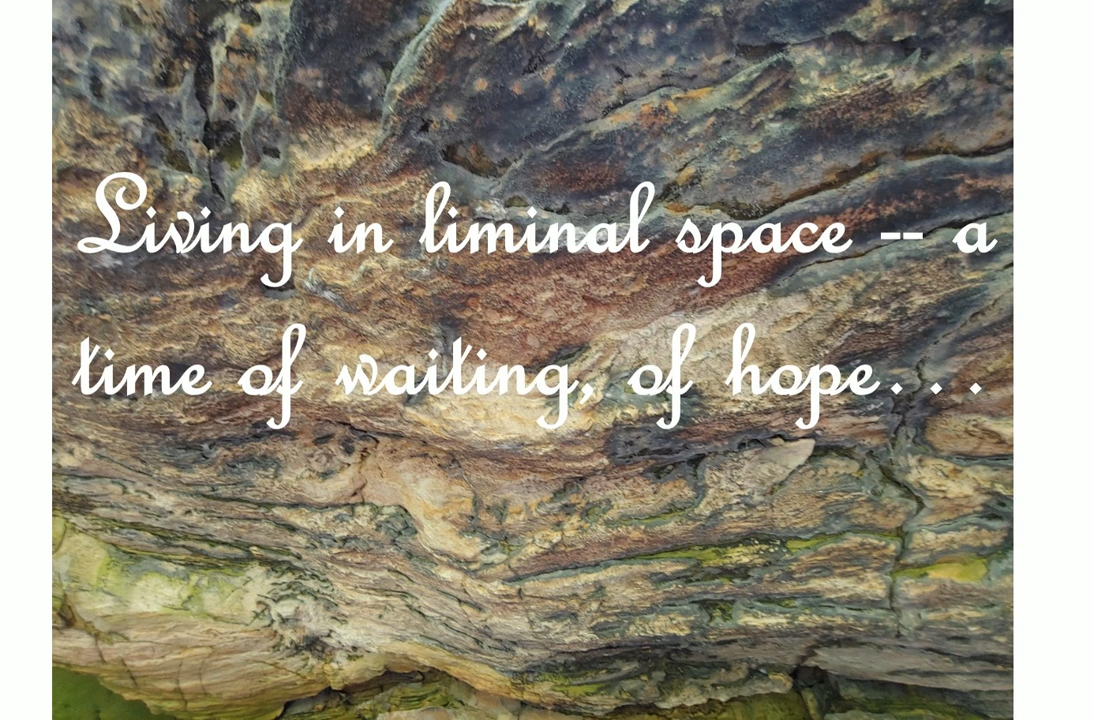 Living in liminal space -- a
time of waiting, of hope. . .